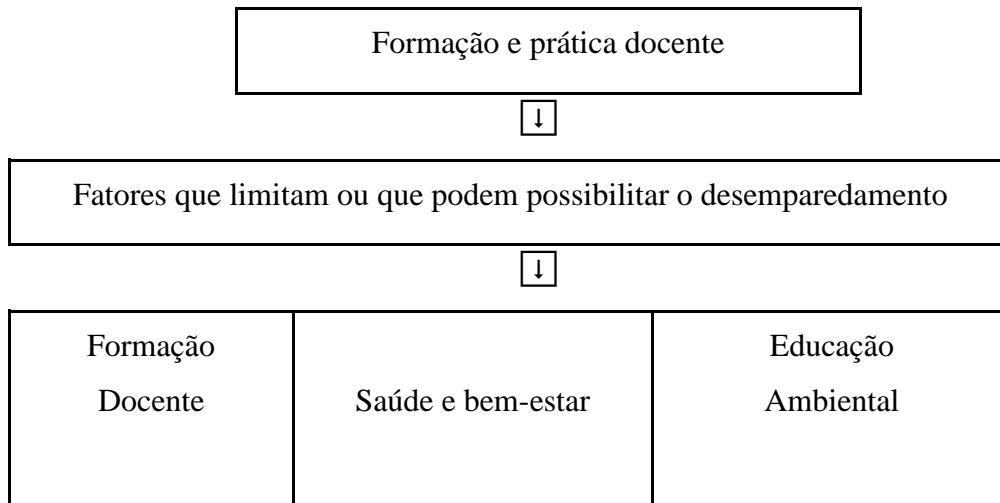 Formação e prática docente
↓
Fatores que limitam ou que podem possibilitar o desemparedamento
↓
Formação
Docente
Saúde e bem-estar
Educação
Ambiental